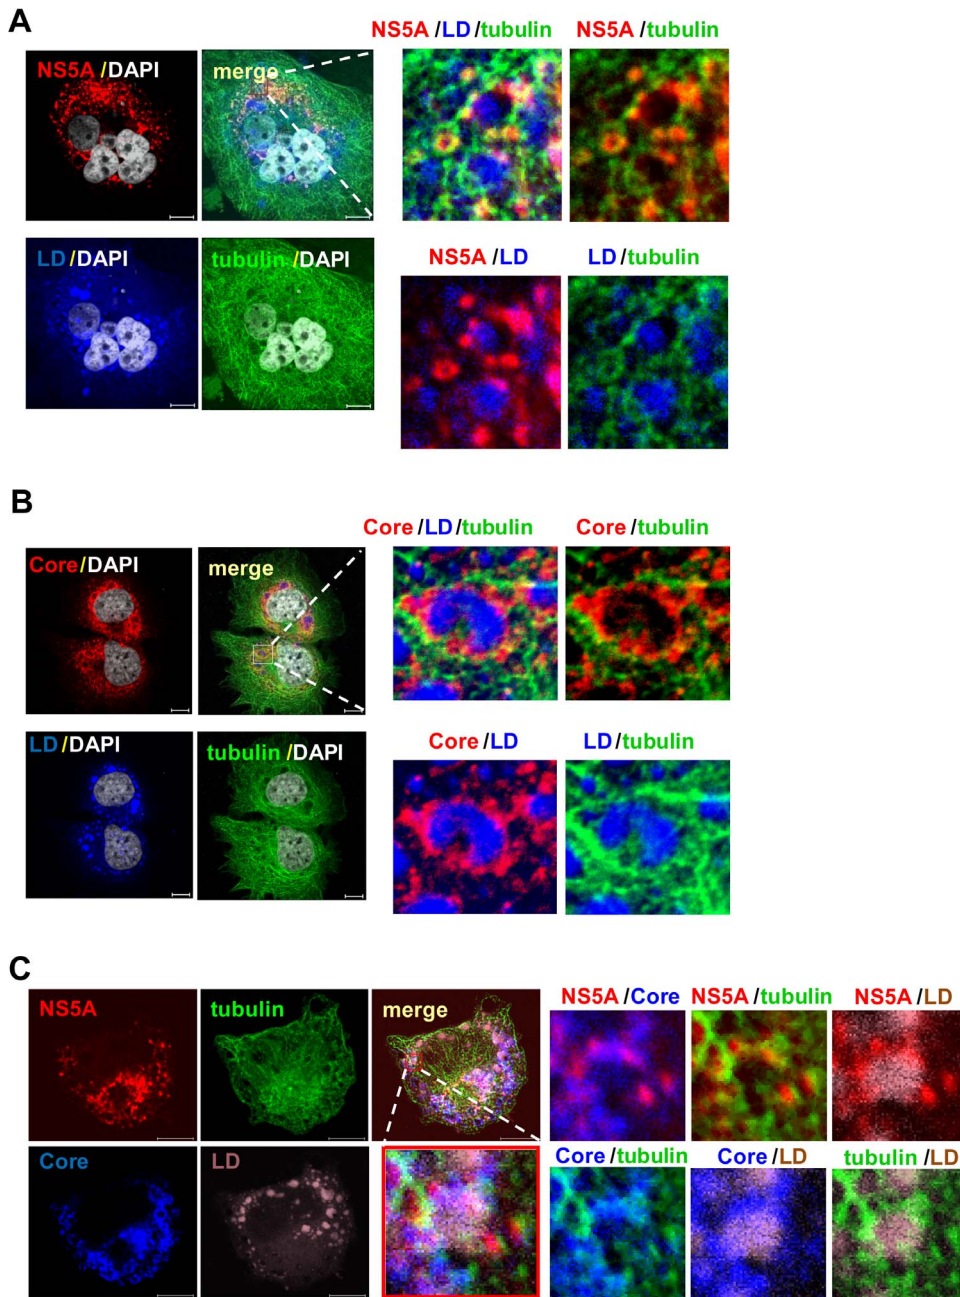 A
NS5A /LD /tubulin
NS5A /tubulin
NS5A /DAPI
merge
LD /DAPI
tubulin /DAPI
NS5A /LD
LD /tubulin
B
Core /LD /tubulin
Core /tubulin
Core /DAPI
merge
LD /DAPI
tubulin /DAPI
Core /LD
LD /tubulin
C
NS5A
tubulin
merge
NS5A /Core
NS5A /tubulin
NS5A /LD
Core
LD
Core /tubulin
Core /LD
tubulin /LD